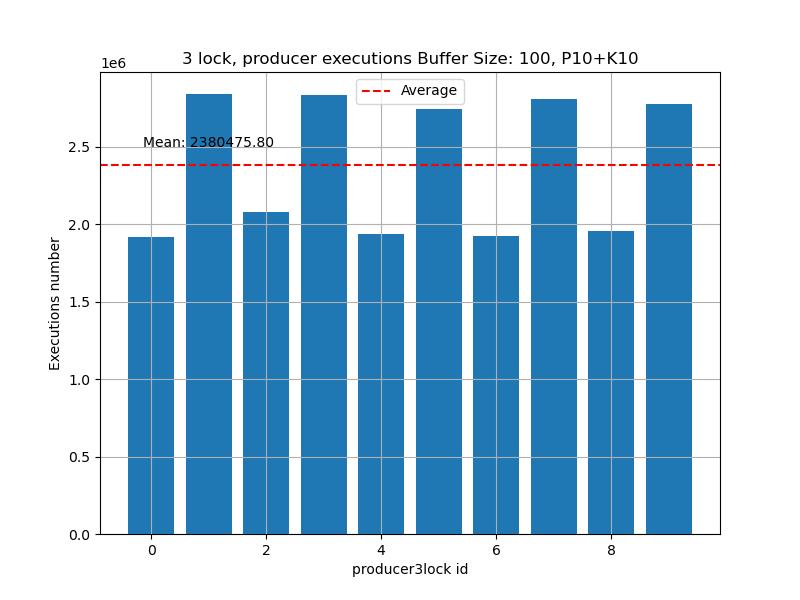 3 lock, producer executions Buffer Size: 100, P10+K10
1e6
Average
Mean: 2380475.80
2.5
2.0
1.5
1.0
0.5
0.0
Executions number
0 2 4 6 8
producer3lock id